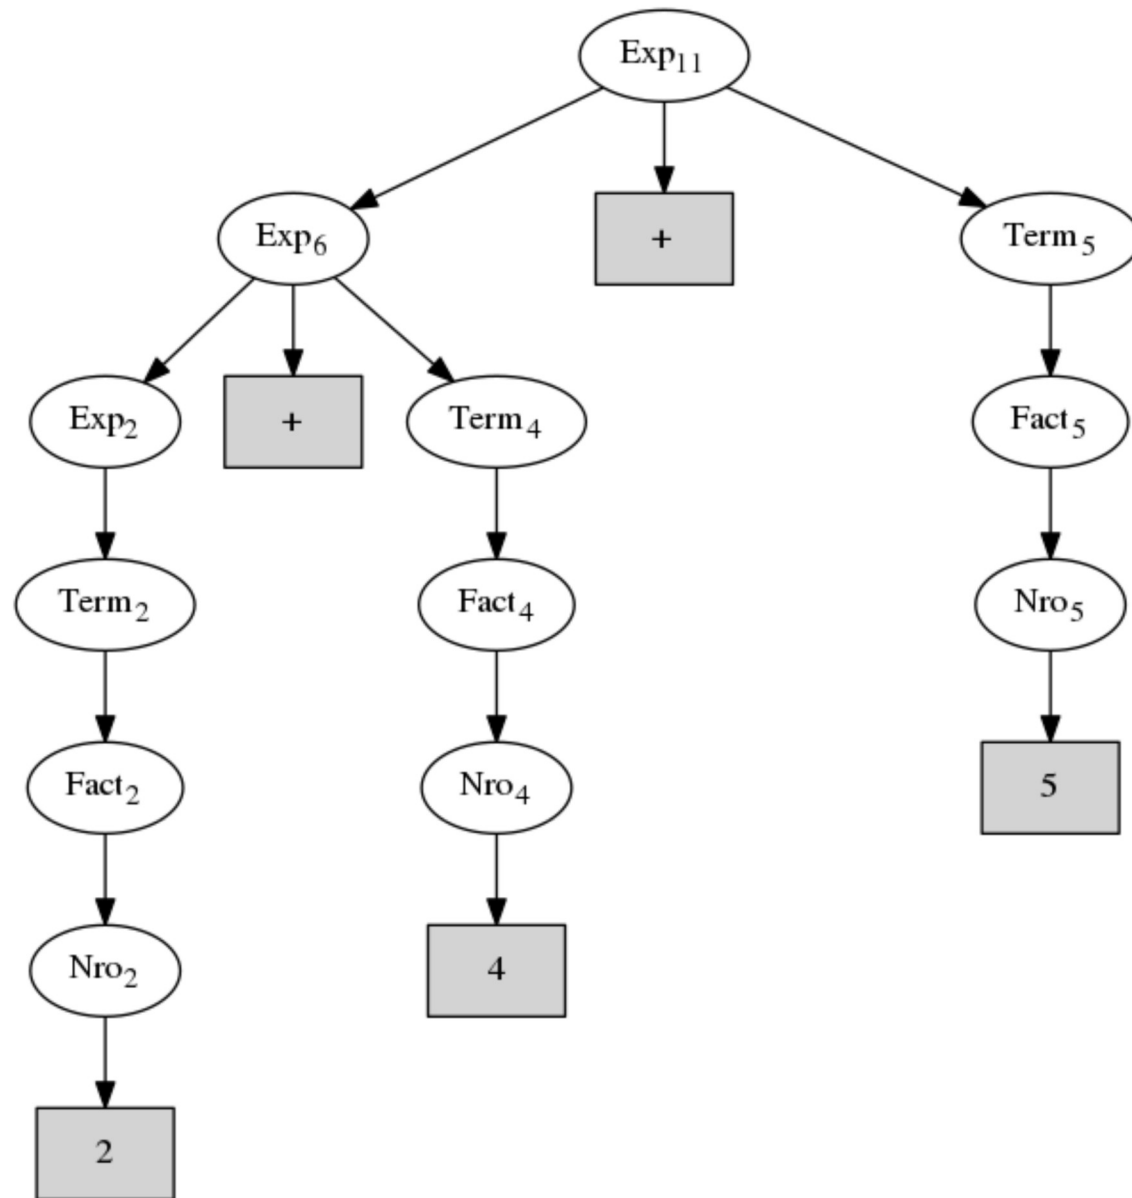 Exp₁₁
Exp₆ + Term₅
Exp₂ + Term₄ Fact₅
Term₂ Fact₄ Nro₅
Fact₂ Nro₄ 5
Nro₂ 4
2